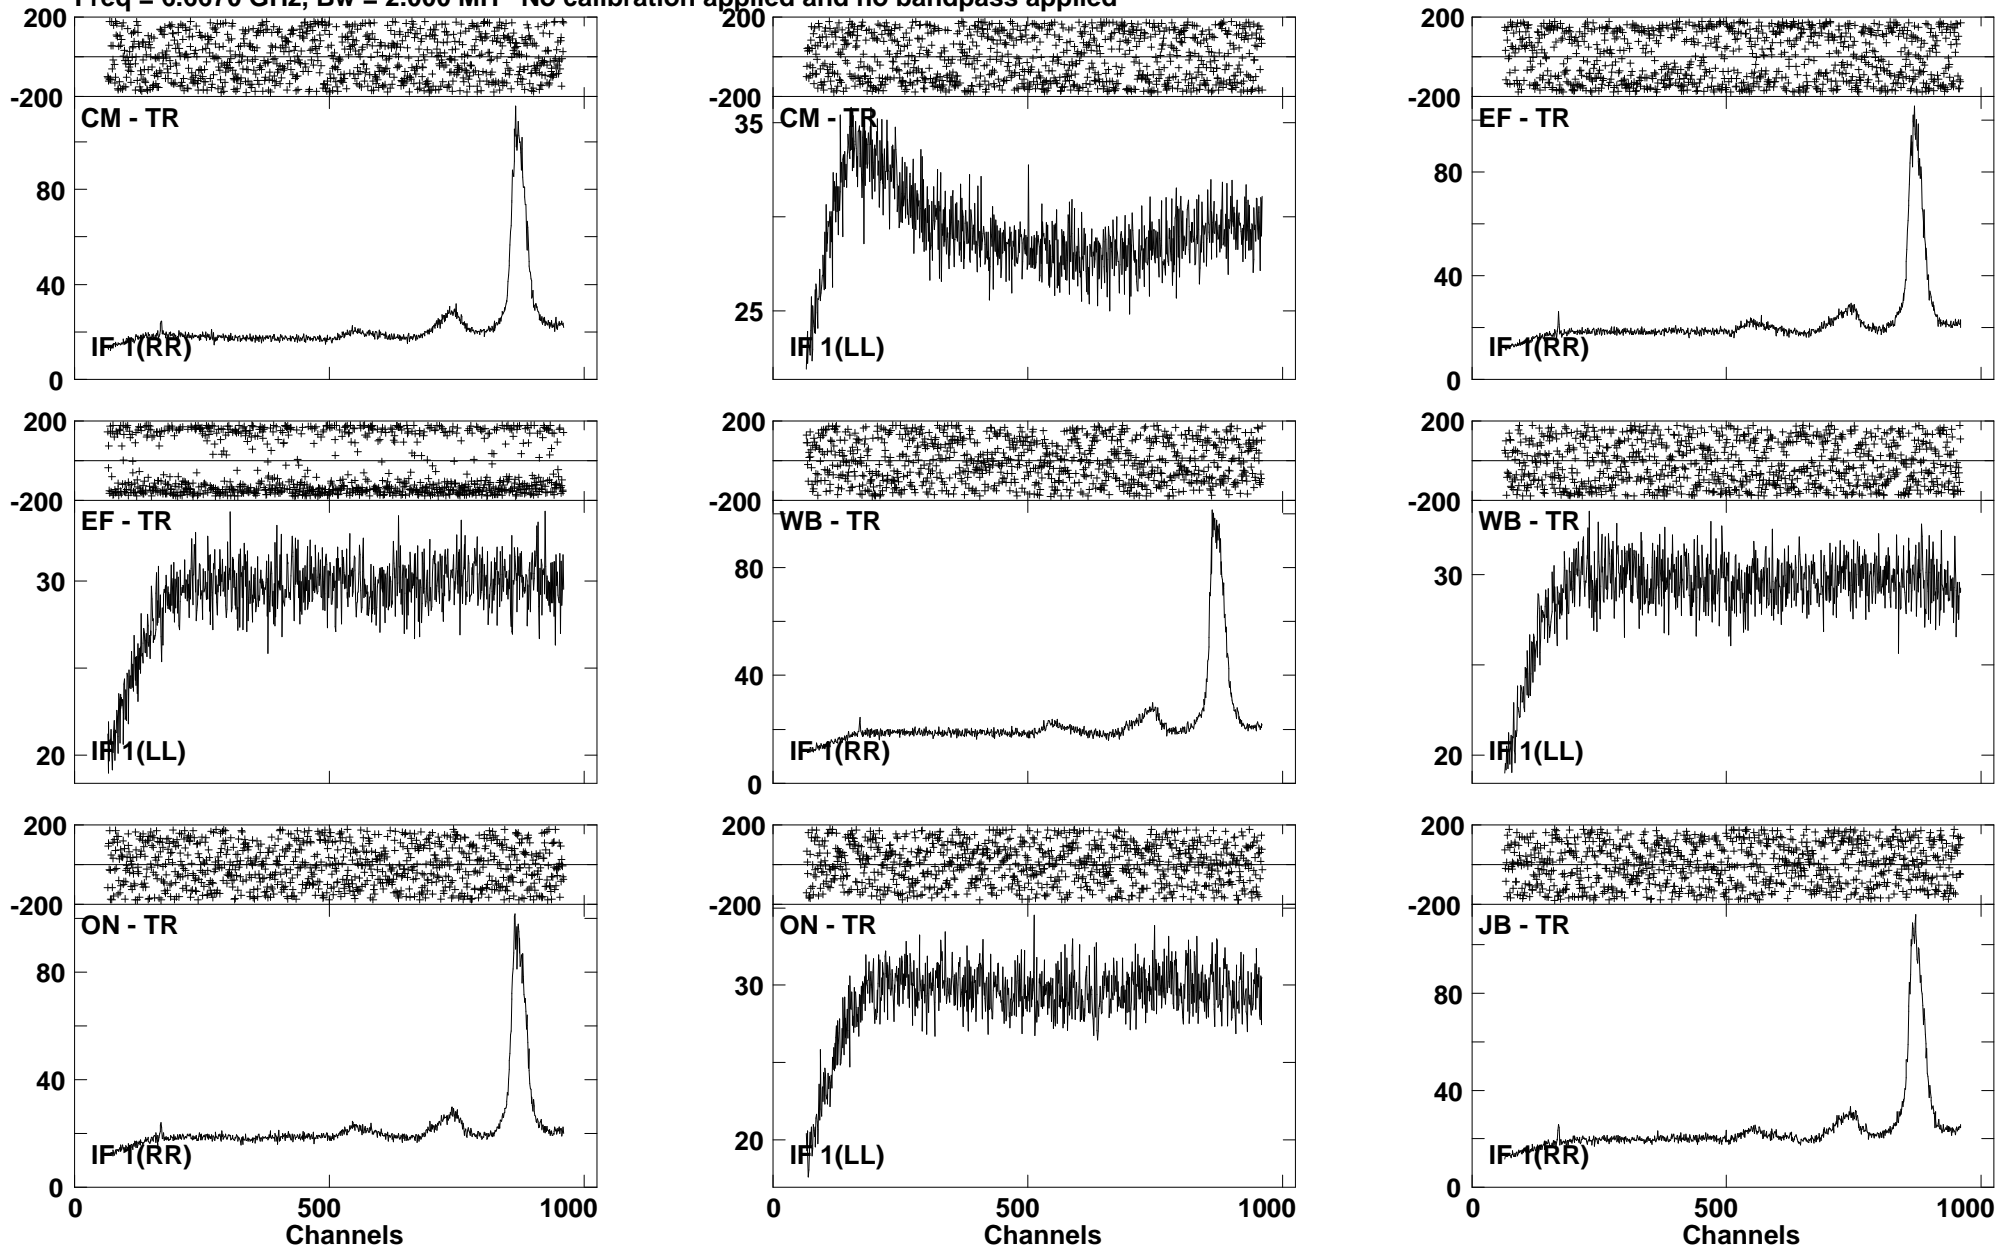 No calibration applied and no bandpass applied
200 200 200
-200 -200 -200
CM - TR CM - TR EF - TR
35
80 80
40 25 40
IF 1(RR) IF 1(LL) IF 1(RR)
0 0
200 200 200
-200 -200 -200
EF - TR WB - TR WB - TR
30 80 30
40
20 20
IF 1(LL) IF 1(RR) IF 1(LL)
0
200 200 200
-200 -200 -200
ON - TR ON - TR JB - TR
80 30 80
40 20 40
IF 1(RR) IF 1(LL) IF 1(RR)
0 0
0 500 1000 0 500 1000 0 500 1000
Channels Channels Channels